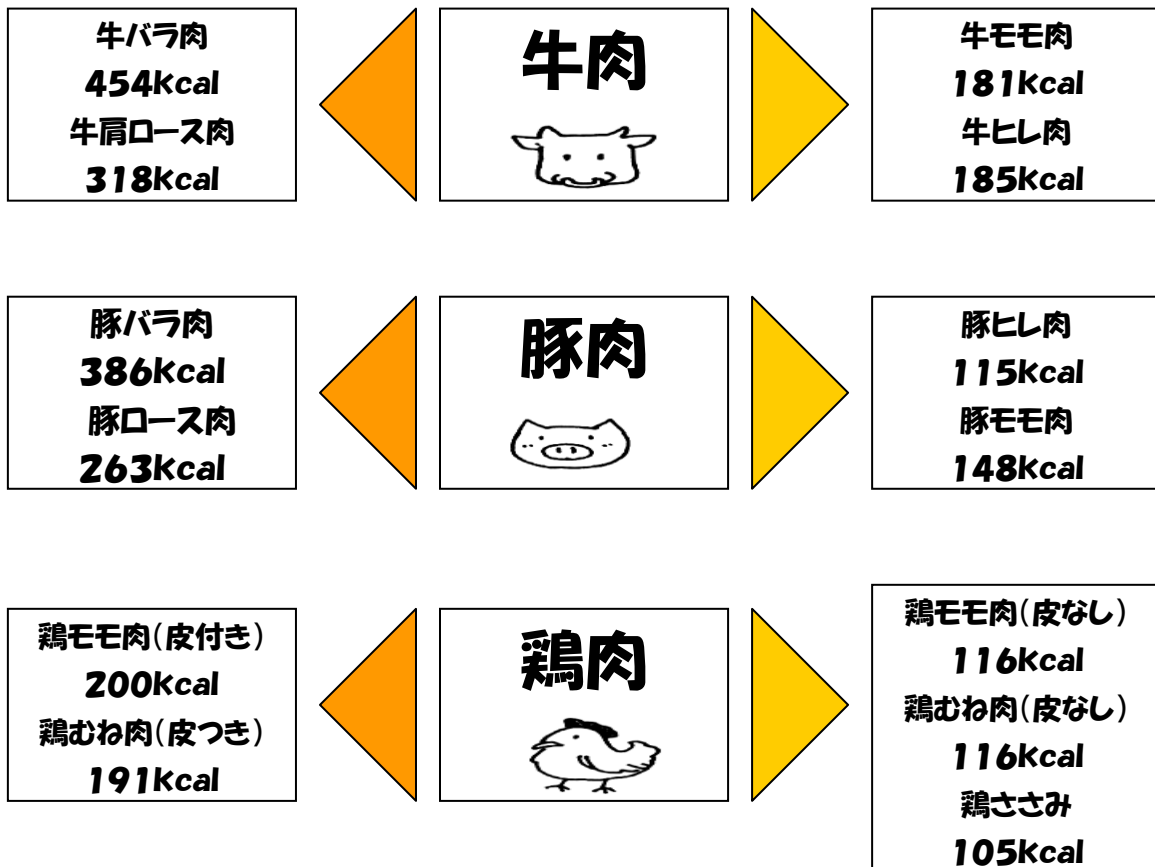 牛バラ肉
454Kcal
牛肩ロース肉
318Kcal
牛肉
牛モモ肉
181Kcal
牛ヒレ肉
185Kcal
豚バラ肉
386Kcal
豚ロース肉
263Kcal
豚肉
豚ヒレ肉
115Kcal
豚モモ肉
148Kcal
鶏モモ肉(皮付き)
200Kcal
鶏むね肉(皮つき)
191Kcal
鶏肉
鶏モモ肉(皮なし)
116Kcal
鶏むね肉(皮なし)
116Kcal
鶏ささみ
105Kcal